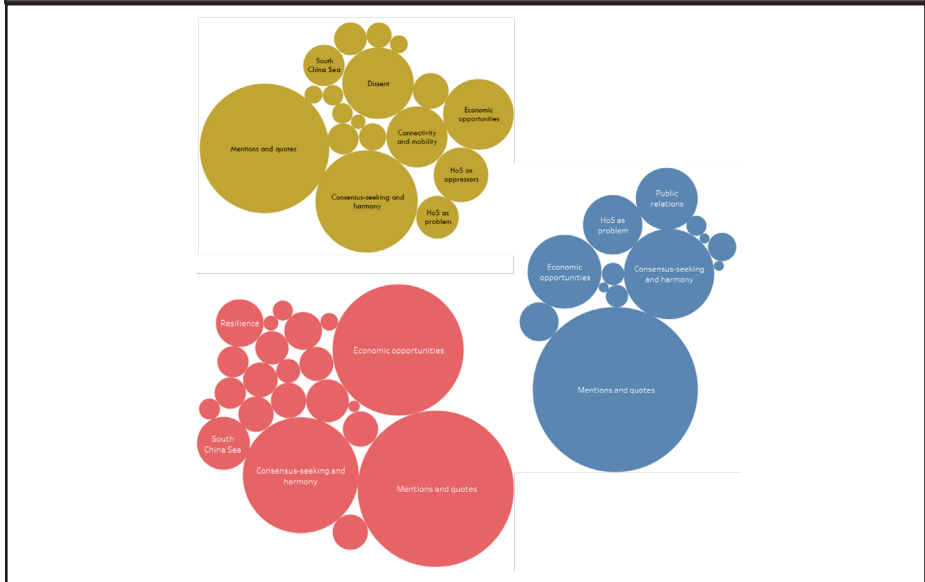 South
China Sea
Dissent
Economic
opportunities
Connectivity
and mobility
Mentions and quotes
HoS as
oppressors
Consensus-seeking and
harmony
HoS as
problem
Public
relations
HoS as
problem
Economic
opportunities
Consensus-seeking
and harmony
Mentions and quotes
Resilience
Economic opportunities
South
China Sea
Consensus-seeking and
harmony
Mentions and quotes